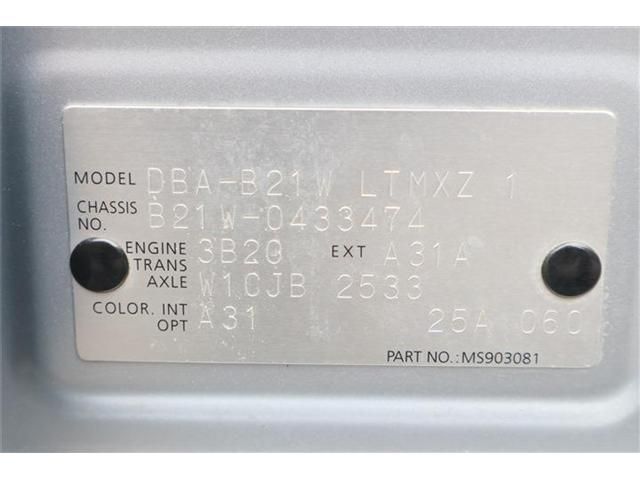 MODEL DBA-B21W LTMXZ 1
CHASSIS NO. B21W-0433474
ENGINE 3B20 EXT A31A
TRANS AXLE W1CJB 2533
COLOR. INT A31
OPT 25A 060
PART NO.:MS903081